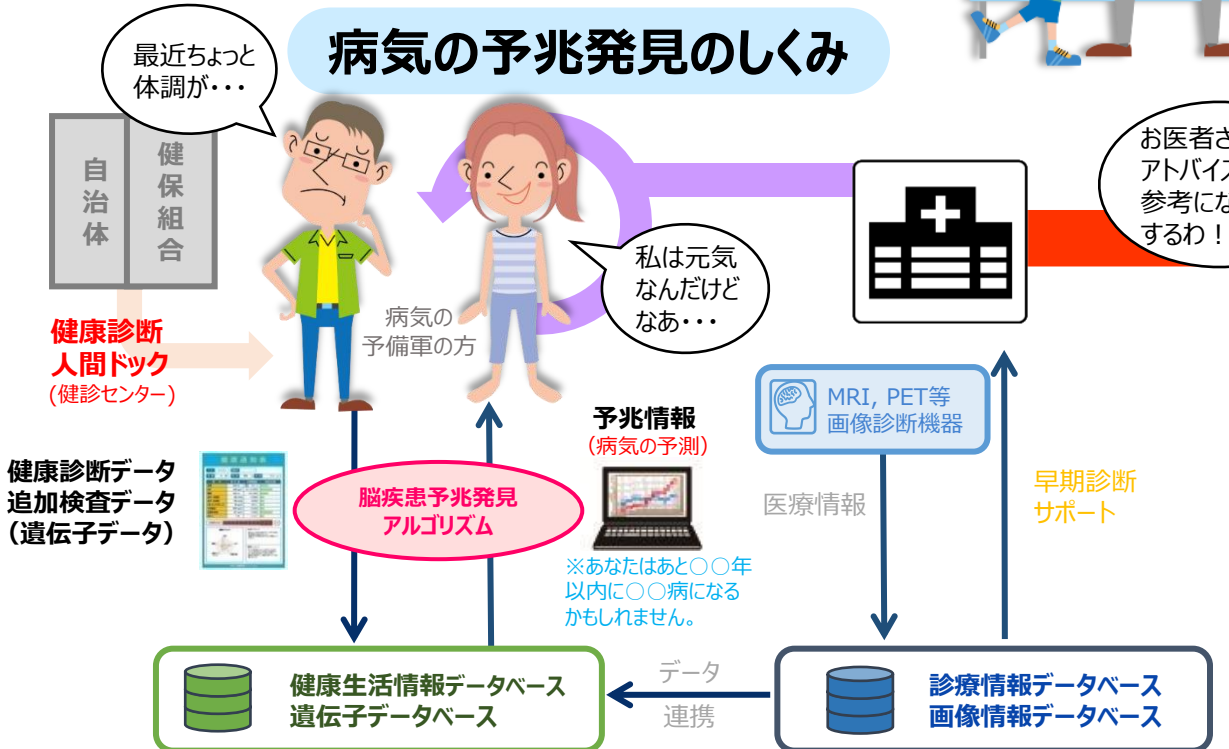 病気の予兆発見のしくみ
最近ちょっと
体調が・・・
自治体
健保組合
お医者さ
アドバイス
参考にな
するわ！
私は元気
なんだけど
なあ・・・
病気の
予備軍の方
健康診断
人間ドック
(健診センター)
MRI, PET等
画像診断機器
予兆情報
(病気の予測)
健康診断データ
追加検査データ
(遺伝子データ)
脳疾患予兆発見
アルゴリズム
医療情報
早期診断
サポート
※あなたはあと○○年
以内に○○病になる
かもしれません。
健康生活情報データベース
遺伝子データベース
データ
連携
診療情報データベース
画像情報データベース